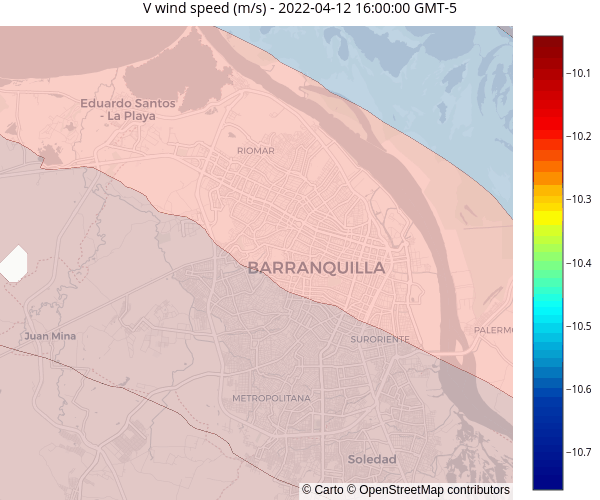 V wind speed (m/s) - 2022-04-12 16:00:00 GMT-5
Eduardo Santos
- La Playa
RIOMAR
BARRANQUILLA
Juan Mina
SURORIENTE
PALERMO
METROPOLITANA
Soledad
© Carto © OpenStreetMap contributors
−10.1
−10.2
−10.3
−10.4
−10.5
−10.6
−10.7